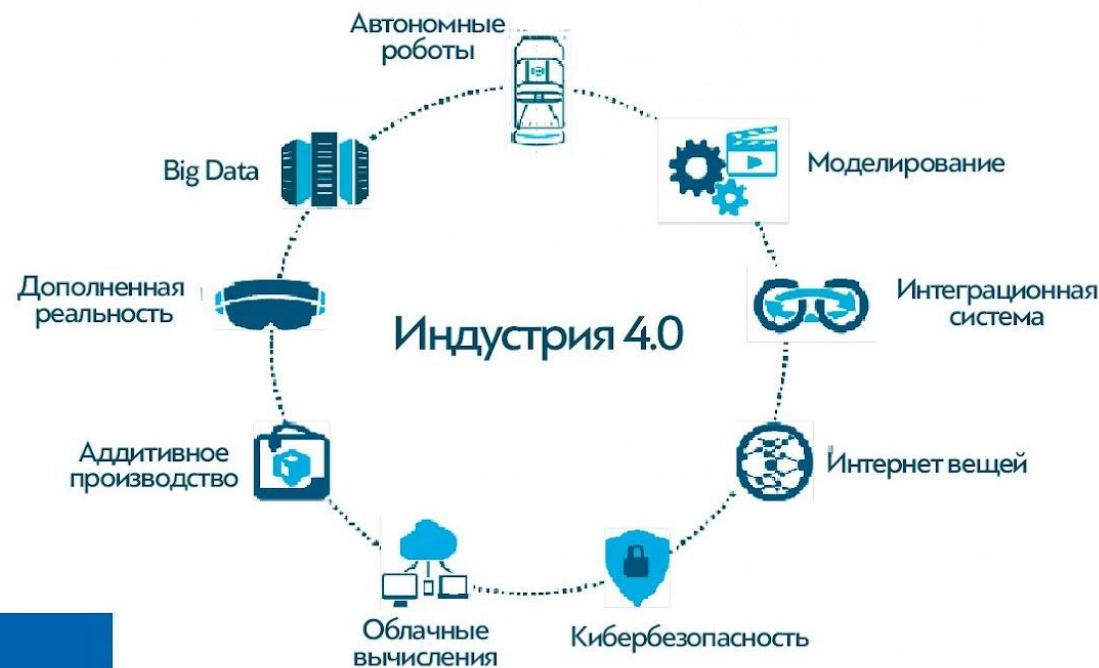 Автономные
роботы
Big Data
Моделирование
Дополненная
реальность
Интеграционная
система
Индустрия 4.0
Аддитивное
производство
Интернет вещей
Облачные
вычисления
Кибербезопасность